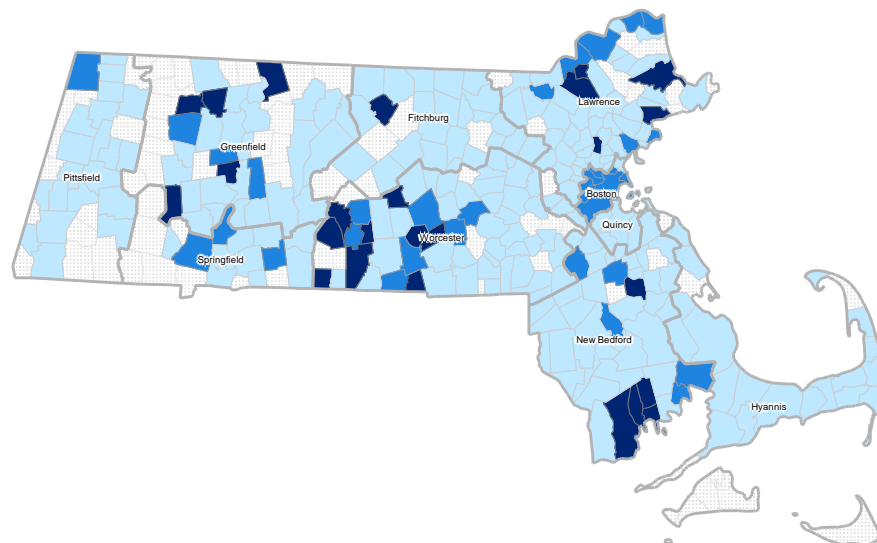 Lawrence
Fitchburg
Greenfield
Pittsfield
Boston
Quincy
Worcester
Springfield
New Bedford
Hyannis